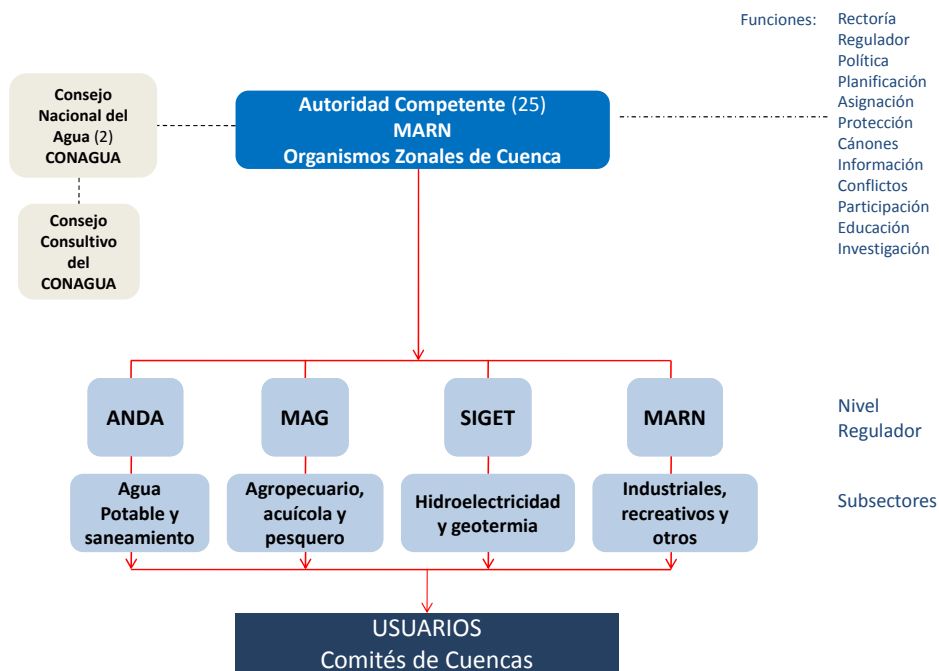 Funciones:
Rectoría
Regulador
Política
Planificación
Asignación
Protección
Cánones
Información
Conflictos
Participación
Educación
Investigación
Consejo
Nacional del
Agua (2)
CONAGUA
Autoridad Competente (25)
MARN
Organismos Zonales de Cuenca
Consejo
Consultivo
del
CONAGUA
ANDA
MAG
SIGET
MARN
Nivel
Regulador
Agua
Potable y
saneamiento
Agropecuario,
acuícola y
pesquero
Hidroelectricidad
y geotermia
Industriales,
recreativos y
otros
Subsectores
USUARIOS
Comités de Cuencas